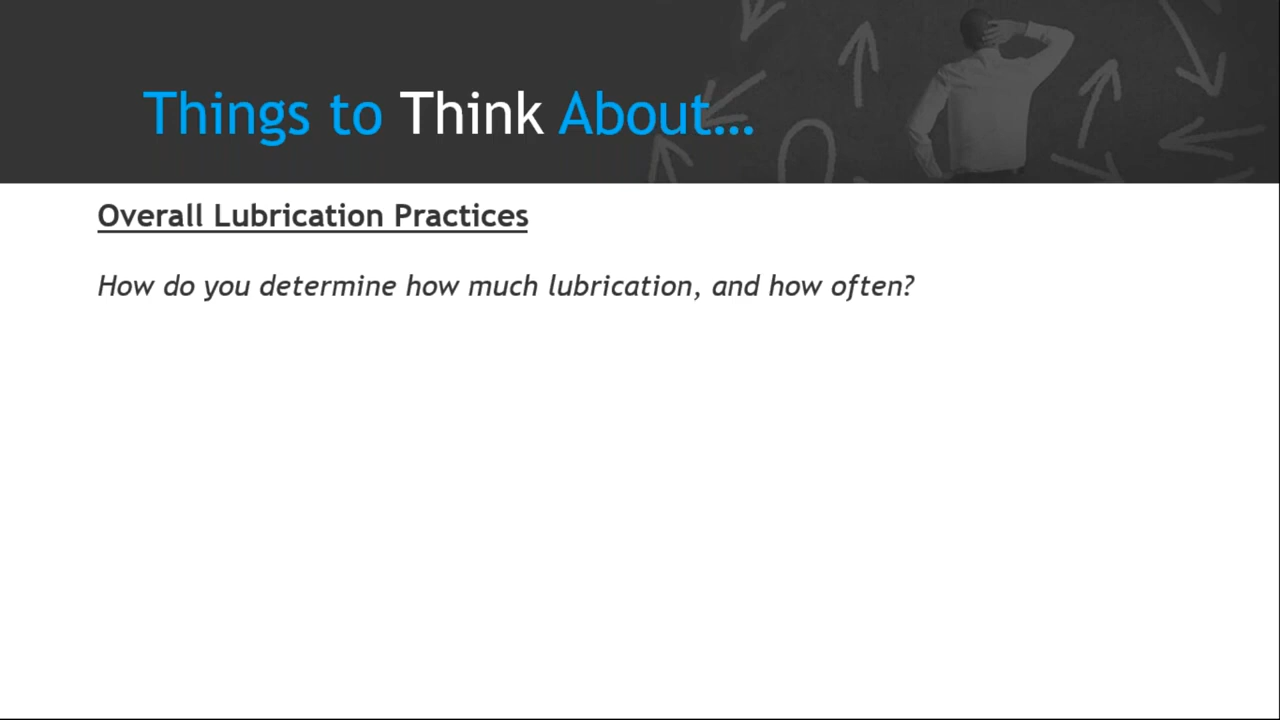 Things to Think About...
Overall Lubrication Practices
How do you determine how much lubrication, and how often?